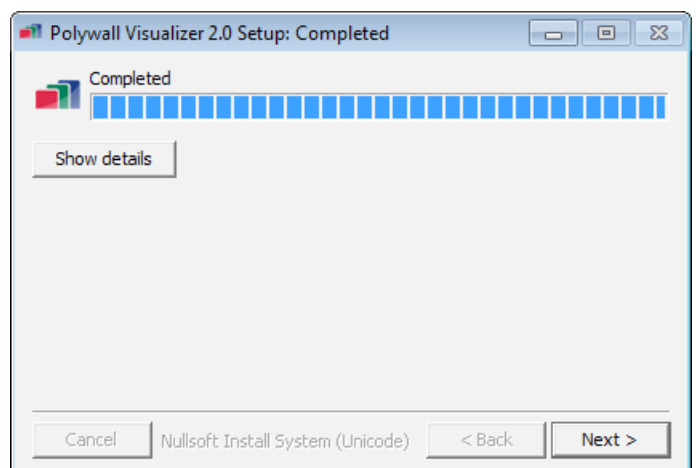 Polywall Visualizer 2.0 Setup: Completed
Completed
Show details
Cancel Nullsoft Install System (Unicode) < Back Next >